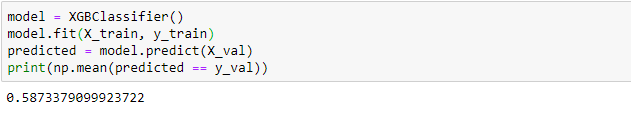 model = XGBClassifier()
model.fit(X_train, y_train)
predicted = model.predict(X_val)
print(np.mean(predicted == y_val))
0.5873379099923722